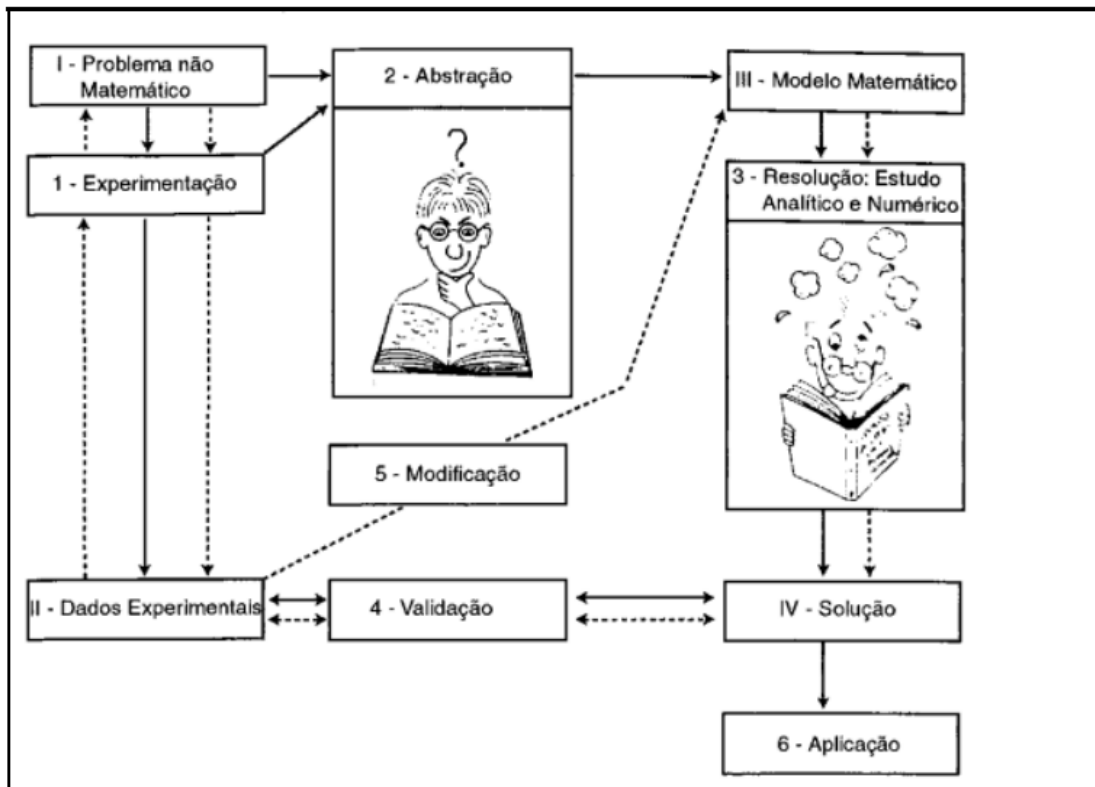 I - Problema não
Matemático
2 - Abstração
III - Modelo Matemático
1 - Experimentação
3 - Resolução: Estudo
Analítico e Numérico
?
5 - Modificação
II - Dados Experimentais
4 - Validação
IV - Solução
6 - Aplicação